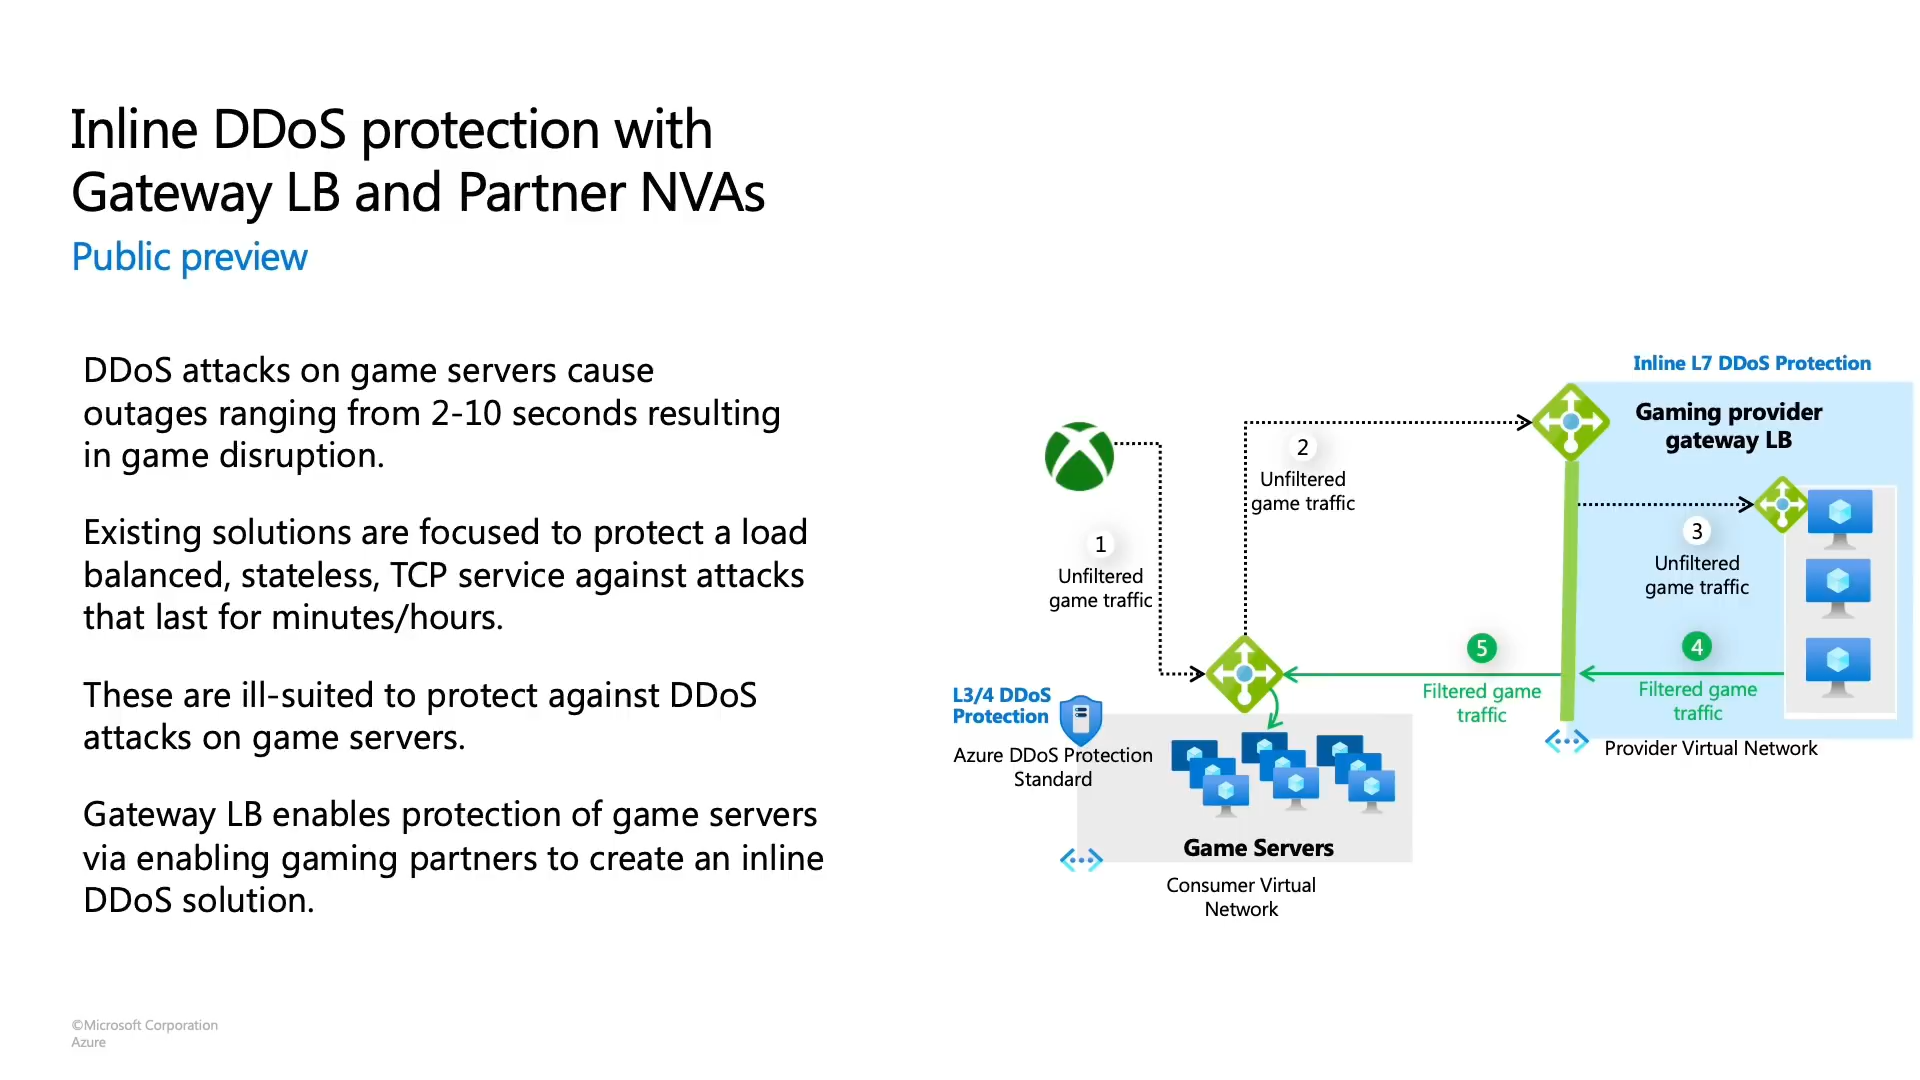 Inline DDoS protection with
Gateway LB and Partner NVAs
Public preview
DDoS attacks on game servers cause
outages ranging from 2-10 seconds resulting
in game disruption.
Existing solutions are focused to protect a load
balanced, stateless, TCP service against attacks
that last for minutes/hours.
These are ill-suited to protect against DDoS
attacks on game servers.
Gateway LB enables protection of game servers
via enabling gaming partners to create an inline
DDoS solution.
Inline L7 DDoS Protection
Gaming provider
gateway LB
2
Unfiltered
game traffic
3
Unfiltered
game traffic
1
Unfiltered
game traffic
5
Filtered game
traffic
4
Filtered game
traffic
L3/4 DDoS
Protection
Azure DDoS Protection
Standard
Provider Virtual Network
Game Servers
Consumer Virtual
Network
©Microsoft Corporation
Azure